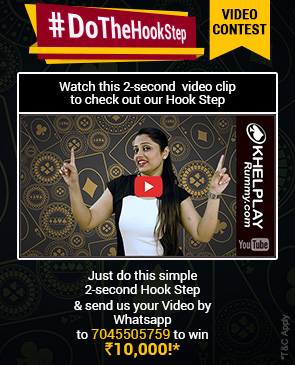 #DoTheHookStep
VIDEO
CONTEST
Watch this 2-second video clip
to check out our Hook Step
KHELPLAY
Rummy.com
YouTube
Just do this simple
2-second Hook Step
& send us your Video by
Whatsapp
to 7045505759 to win
₹10,000!*
*T&C Apply